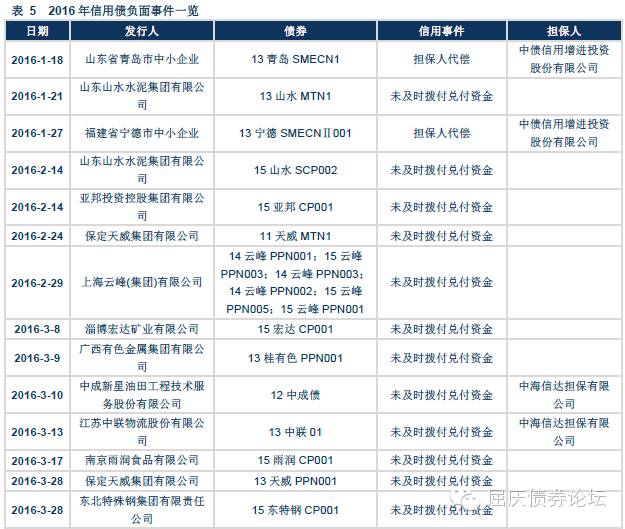 表 5 2016 年信用债负面事件一览
日期 发行人 债券 信用事件 担保人
2016-1-18 山东省青岛市中小企业 13 青岛 SMECN1 担保人代偿 中债信用增进投资
股份有限公司
2016-1-21 山东山水水泥集团有限公
司 13 山水 MTN1 未及时拨付兑付资金
2016-1-27 福建省宁德市中小企业 13 宁德 SMECNⅡ001 担保人代偿 中债信用增进投资
股份有限公司
2016-2-14 山东山水水泥集团有限公
司 15 山水 SCP002 未及时拨付兑付资金
2016-2-14 亚邦投资控股集团有限公
司 15 亚邦 CP001 未及时拨付兑付资金
2016-2-24 保定天威集团有限公司 11 天威 MTN1 未及时拨付兑付资金
2016-2-29 上海云峰(集团)有限公司 14 云峰 PPN001；15 云峰
PPN003；14 云峰 PPN003；
14 云峰 PPN002；15 云峰
PPN005；15 云峰 PPN001 未及时拨付兑付资金
2016-3-8 淄博宏达矿业有限公司 15 宏达 CP001 未及时拨付兑付资金
2016-3-9 广西有色金属集团有限公
司 13 桂有色 PPN001 未及时拨付兑付资金
2016-3-10 中成新星油田工程技术服
务股份有限公司 12 中成债 未及时拨付兑付资金 中海信达担保有限
公司
2016-3-13 江苏中联物流股份有限公
司 13 中联 01 未及时拨付兑付资金 中海信达担保有限
公司
2016-3-17 南京雨润食品有限公司 15 雨润 CP001 未及时拨付兑付资金
2016-3-28 保定天威集团有限公司 13 天威 PPN001 未及时拨付兑付资金
2016-3-28 东北特殊钢集团有限责任
公司 15 东特钢 CP001 未及时拨付兑付资金
屈庆债券论坛